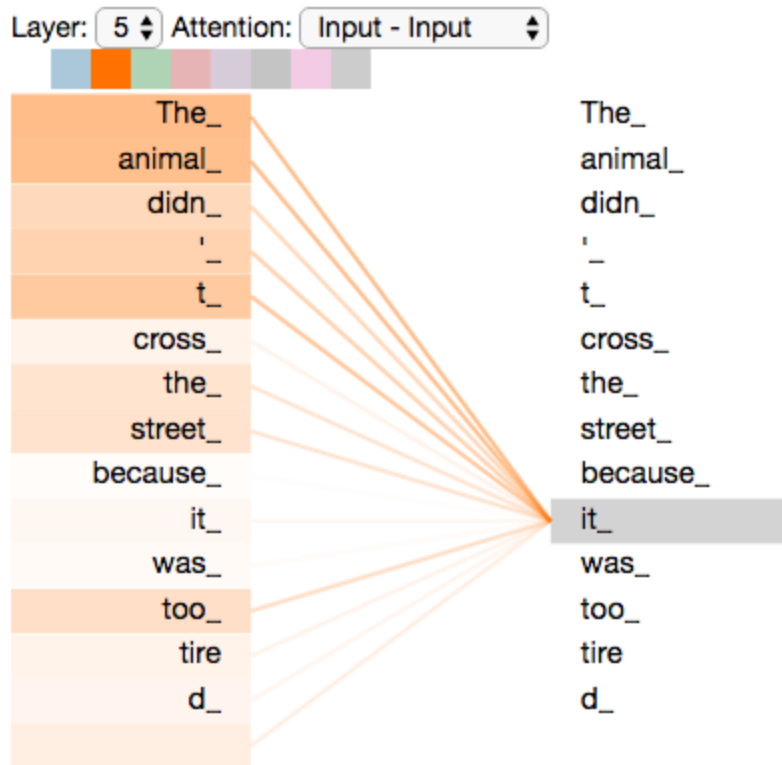 Layer: 5 Attention: Input - Input
The_ The_
animal_ animal_
didn_ didn_
'_ '_
t_ t_
cross_ cross_
the_ the_
street_ street_
because_ because_
it_ it_
was_ was_
too_ too_
tire tire
d_ d_